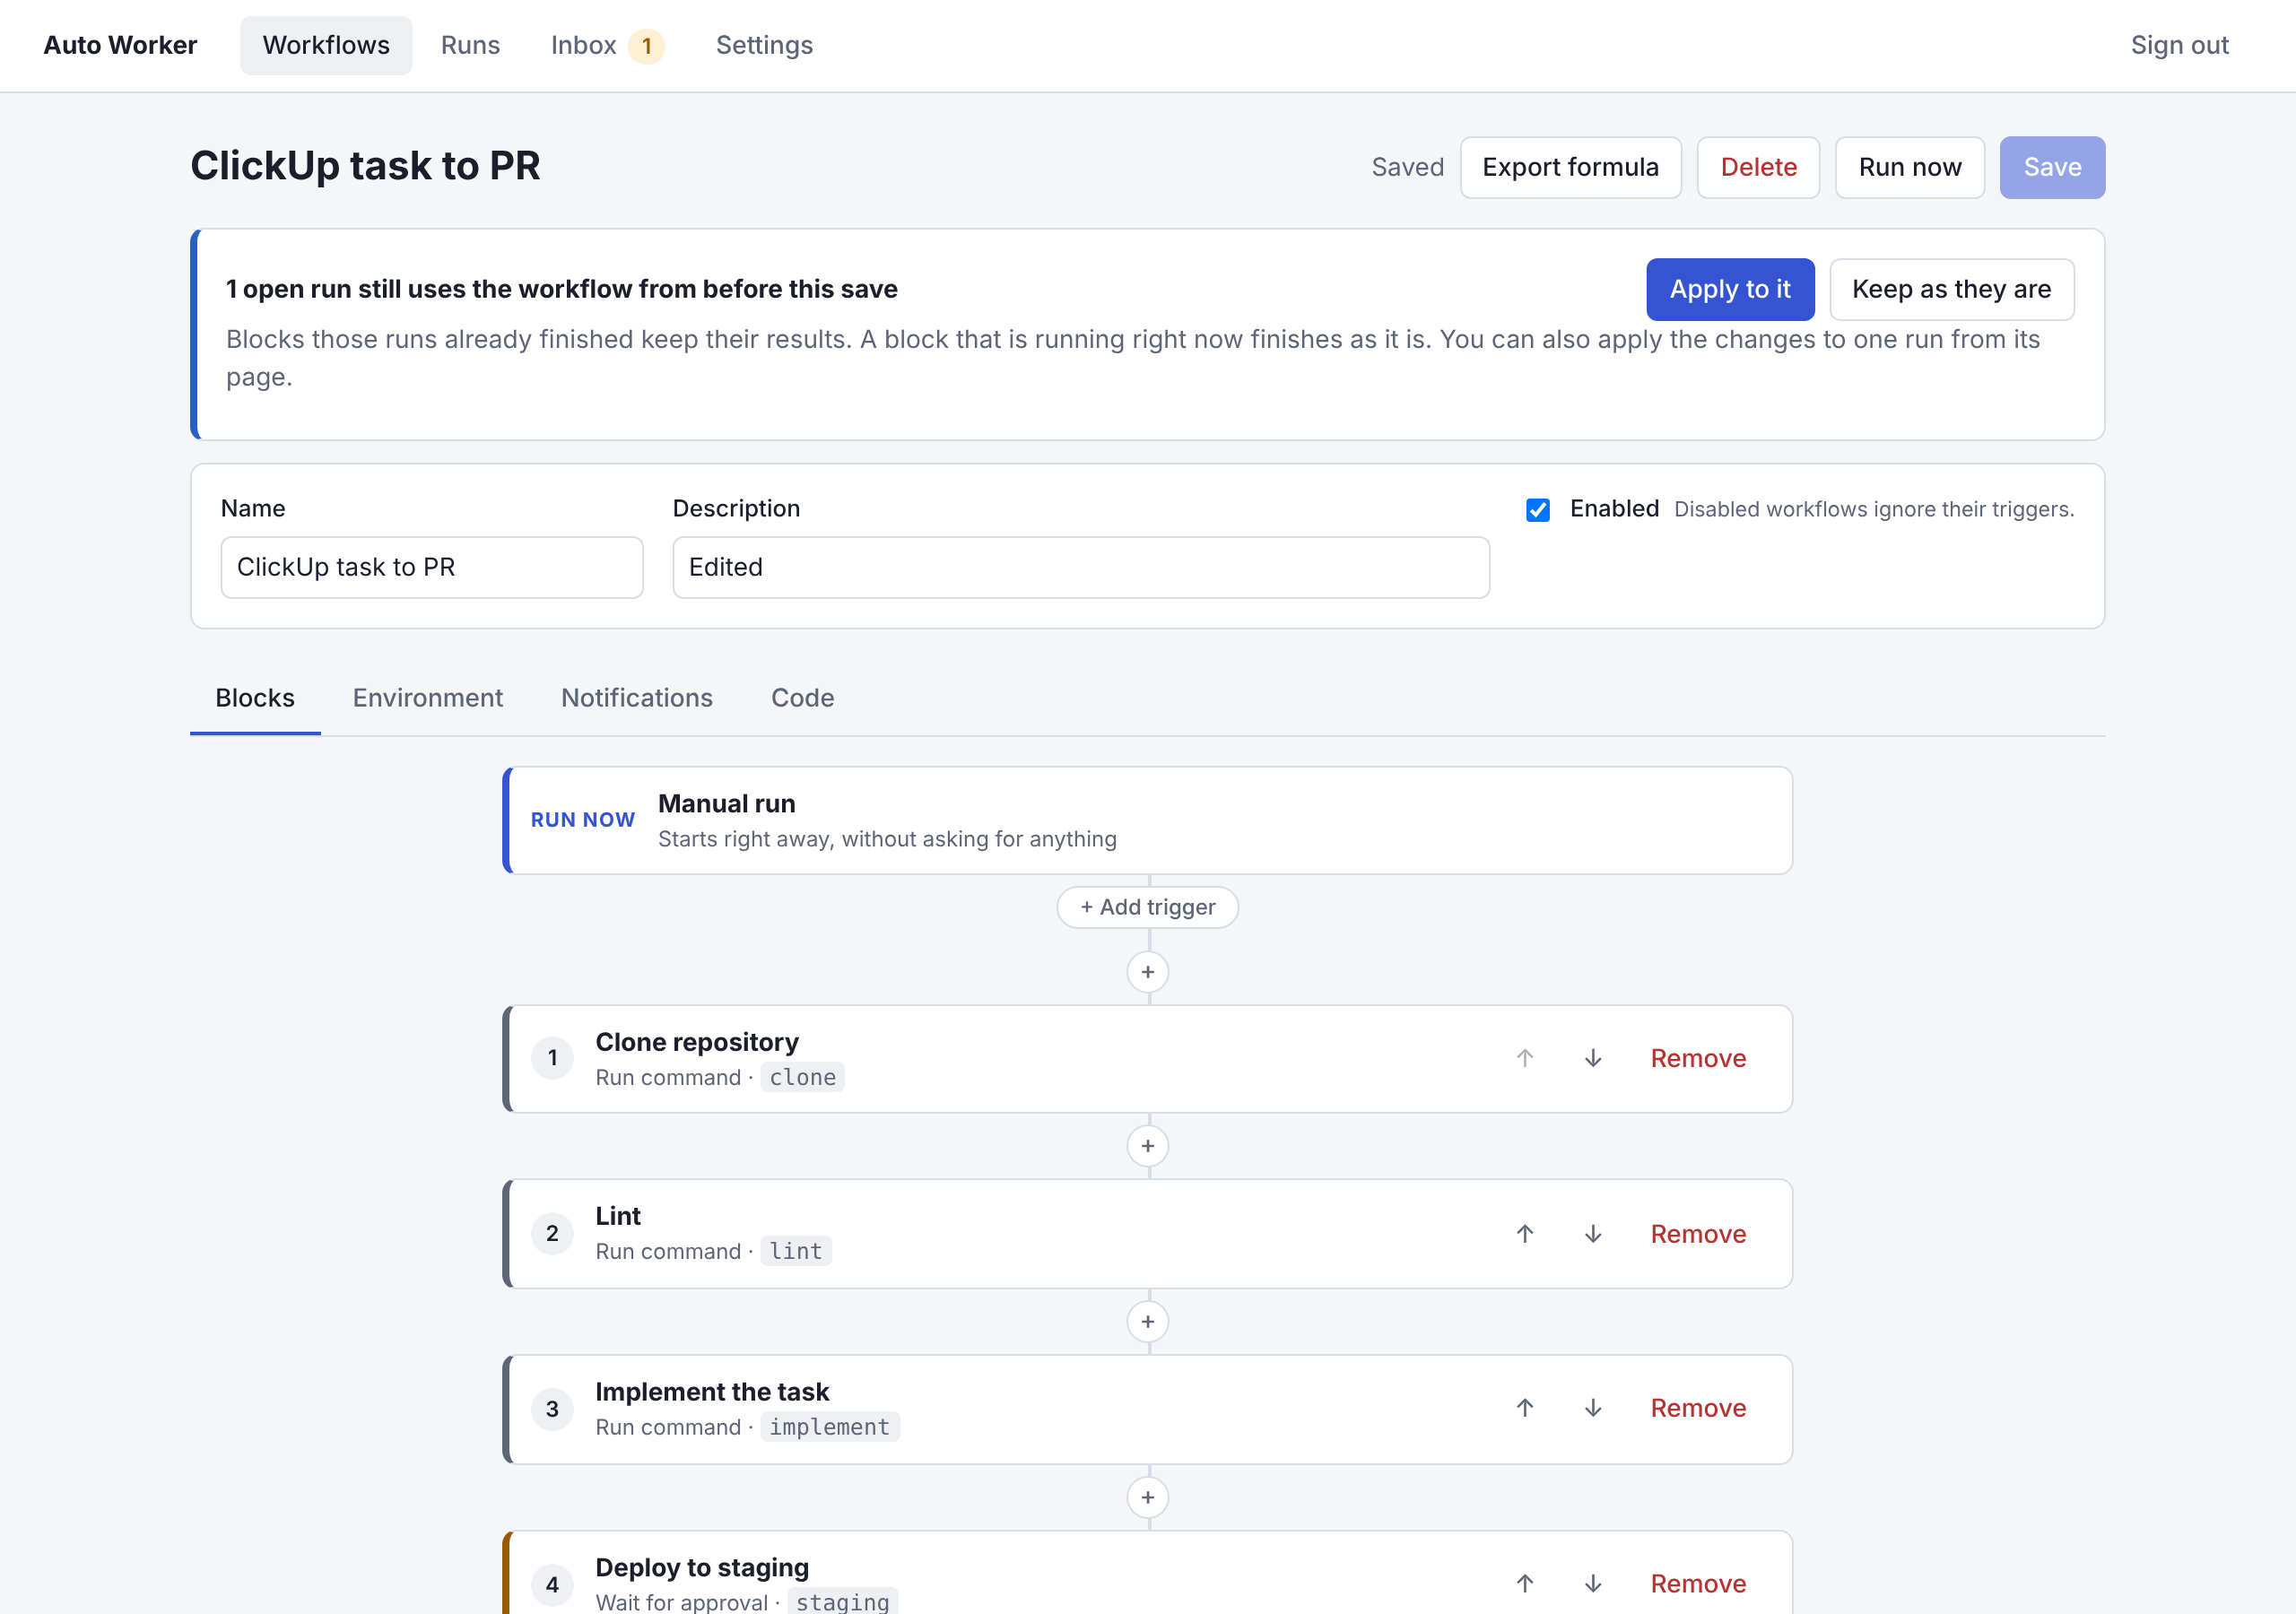 Auto Worker Workflows Runs Inbox 1 Settings Sign out
ClickUp task to PR Saved Export formula Delete Run now Save
1 open run still uses the workflow from before this save Apply to it Keep as they are
Blocks those runs already finished keep their results. A block that is running right now finishes as it is. You can also apply the changes to one run from its
page.
Name Description Enabled Disabled workflows ignore their triggers.
ClickUp task to PR Edited
Blocks Environment Notifications Code
RUN NOW Manual run
Starts right away, without asking for anything
+ Add trigger
+
1 Clone repository ↑ ↓ Remove
Run command · clone
+
2 Lint ↑ ↓ Remove
Run command · lint
+
3 Implement the task ↑ ↓ Remove
Run command · implement
+
4 Deploy to staging ↑ ↓ Remove
Wait for approval · staging